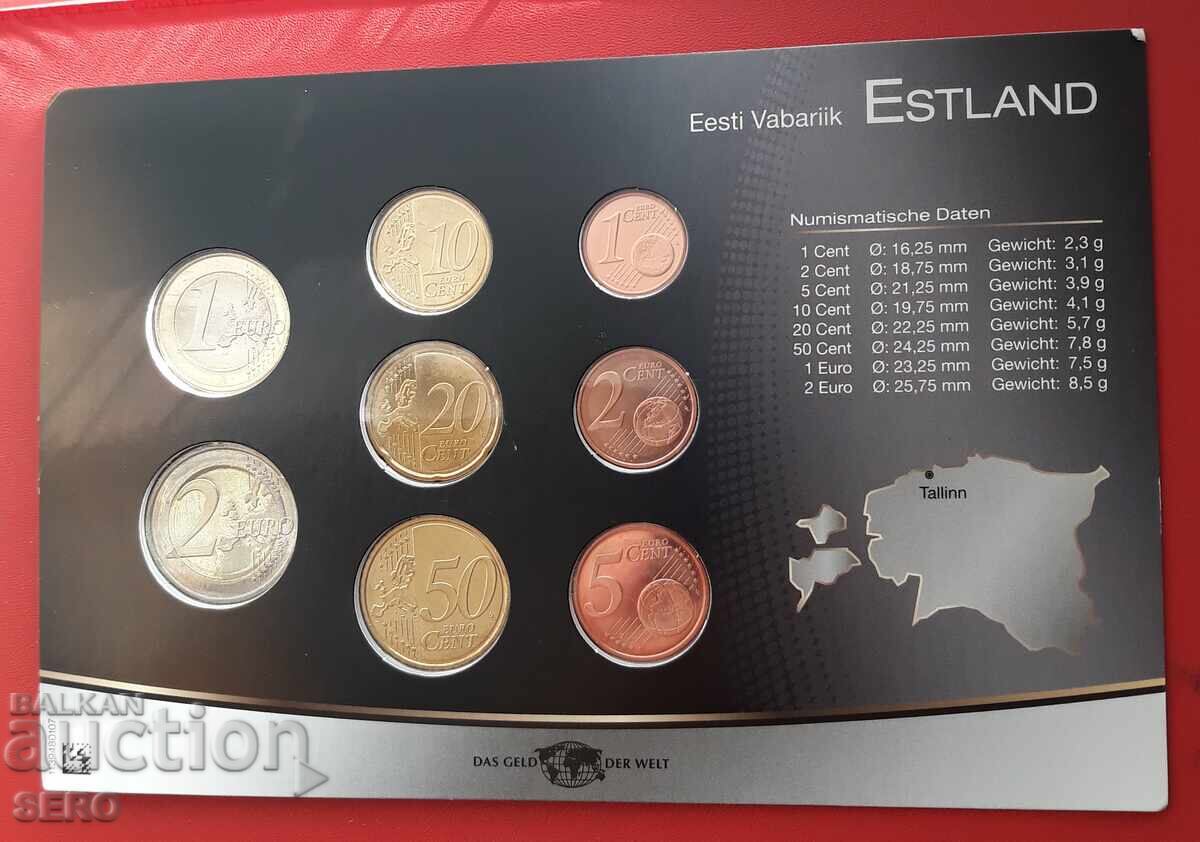 Eesti Vabariik ESTLAND
Numismatische Daten
1 Cent Ø: 16,25 mm Gewicht: 2,3 g
2 Cent Ø: 18,75 mm Gewicht: 3,1 g
5 Cent Ø: 21,25 mm Gewicht: 3,9 g
10 Cent Ø: 19,75 mm Gewicht: 4,1 g
20 Cent Ø: 22,25 mm Gewicht: 5,7 g
50 Cent Ø: 24,25 mm Gewicht: 7,8 g
1 Euro Ø: 23,25 mm Gewicht: 7,5 g
2 Euro Ø: 25,75 mm Gewicht: 8,5 g
Tallinn
1 EURO
2 EURO
10 EURO CENT
20 EURO CENT
50 EURO CENT
1 EURO CENT
2 EURO CENT
5 EURO CENT
DAS GELD DER WELT
BALKAN
auction
SERO